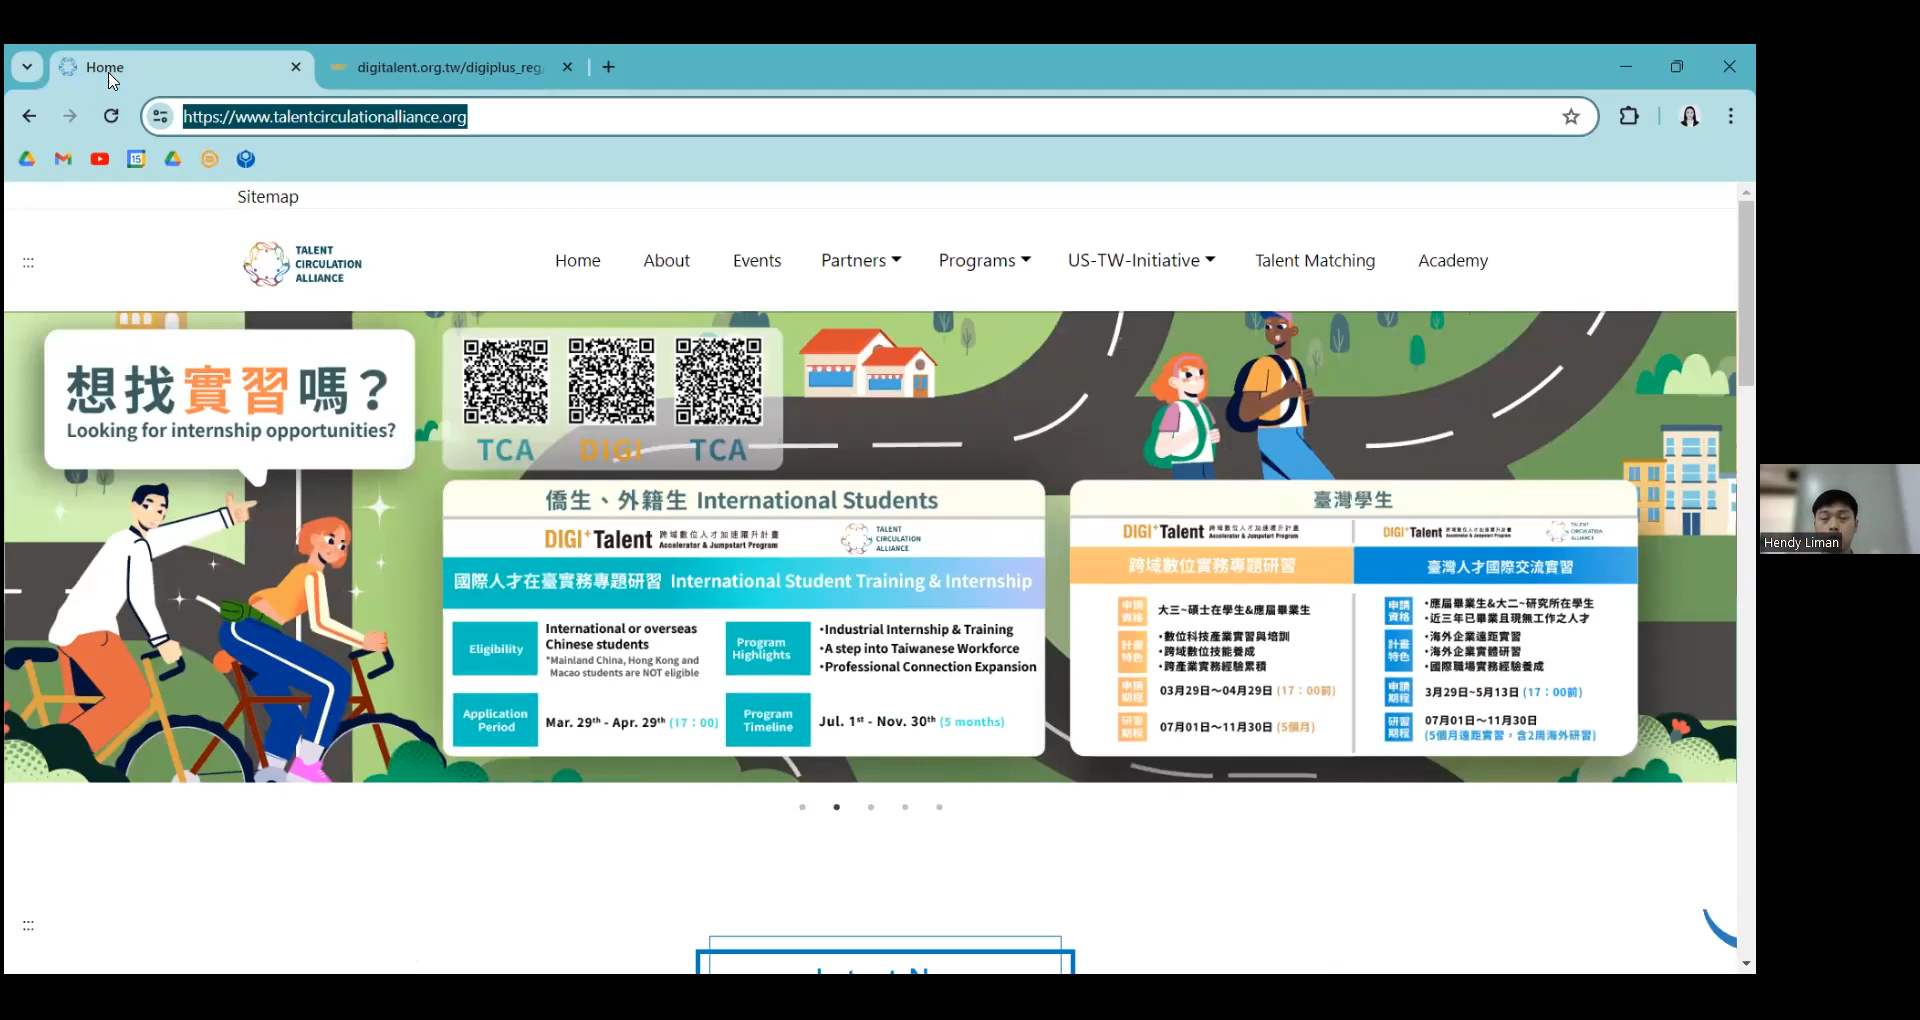 Home
digitalent.org.tw/digiplus_reg
https://www.talentcirculationalliance.org
15
Sitemap
TALENT
CIRCULATION
ALLIANCE
Home
About
Events
Partners
Programs
US-TW-Initiative
Talent Matching
Academy
想找實習嗎？
Looking for internship opportunities?
TCA
DIGI
TCA
僑生、外籍生 International Students
DIGI+Talent 跨域數位人才加速躍升計畫
Accelerator & Jumpstart Program
TALENT
CIRCULATION
ALLIANCE
國際人才在臺實務專題研習 International Student Training & Internship
Eligibility
International or overseas
Chinese students
*Mainland China, Hong Kong and
Macao students are NOT eligible
Program
Highlights
•Industrial Internship & Training
•A step into Taiwanese Workforce
•Professional Connection Expansion
Application
Period
Mar. 29th - Apr. 29th (17：00)
Program
Timeline
Jul. 1st - Nov. 30th (5 months)
臺灣學生
DIGI+Talent 跨域數位人才加速躍升計畫
Accelerator & Jumpstart Program
跨域數位實務專題研習
申請
資格
大三~碩士在學生&應屆畢業生
計畫
特色
•數位科技產業實習與培訓
•跨域數位技能養成
•跨產業實務經驗累積
申請
期程
03月29日～04月29日 (17：00前)
研習
期程
07月01日～11月30日 (5個月)
DIGI+Talent 跨域數位人才加速躍升計畫
Accelerator & Jumpstart Program
TALENT
CIRCULATION
ALLIANCE
臺灣人才國際交流實習
申請
資格
•應屆畢業生&大二~研究所在學生
•近三年已畢業且現無工作之人才
計畫
特色
•海外企業遠距實習
•海外企業實體研習
•國際職場實務經驗養成
申請
期程
3月29日~5月13日 (17：00前)
研習
期程
07月01日～11月30日
(5個月遠距實習，含2周海外研習)
Hendy Liman